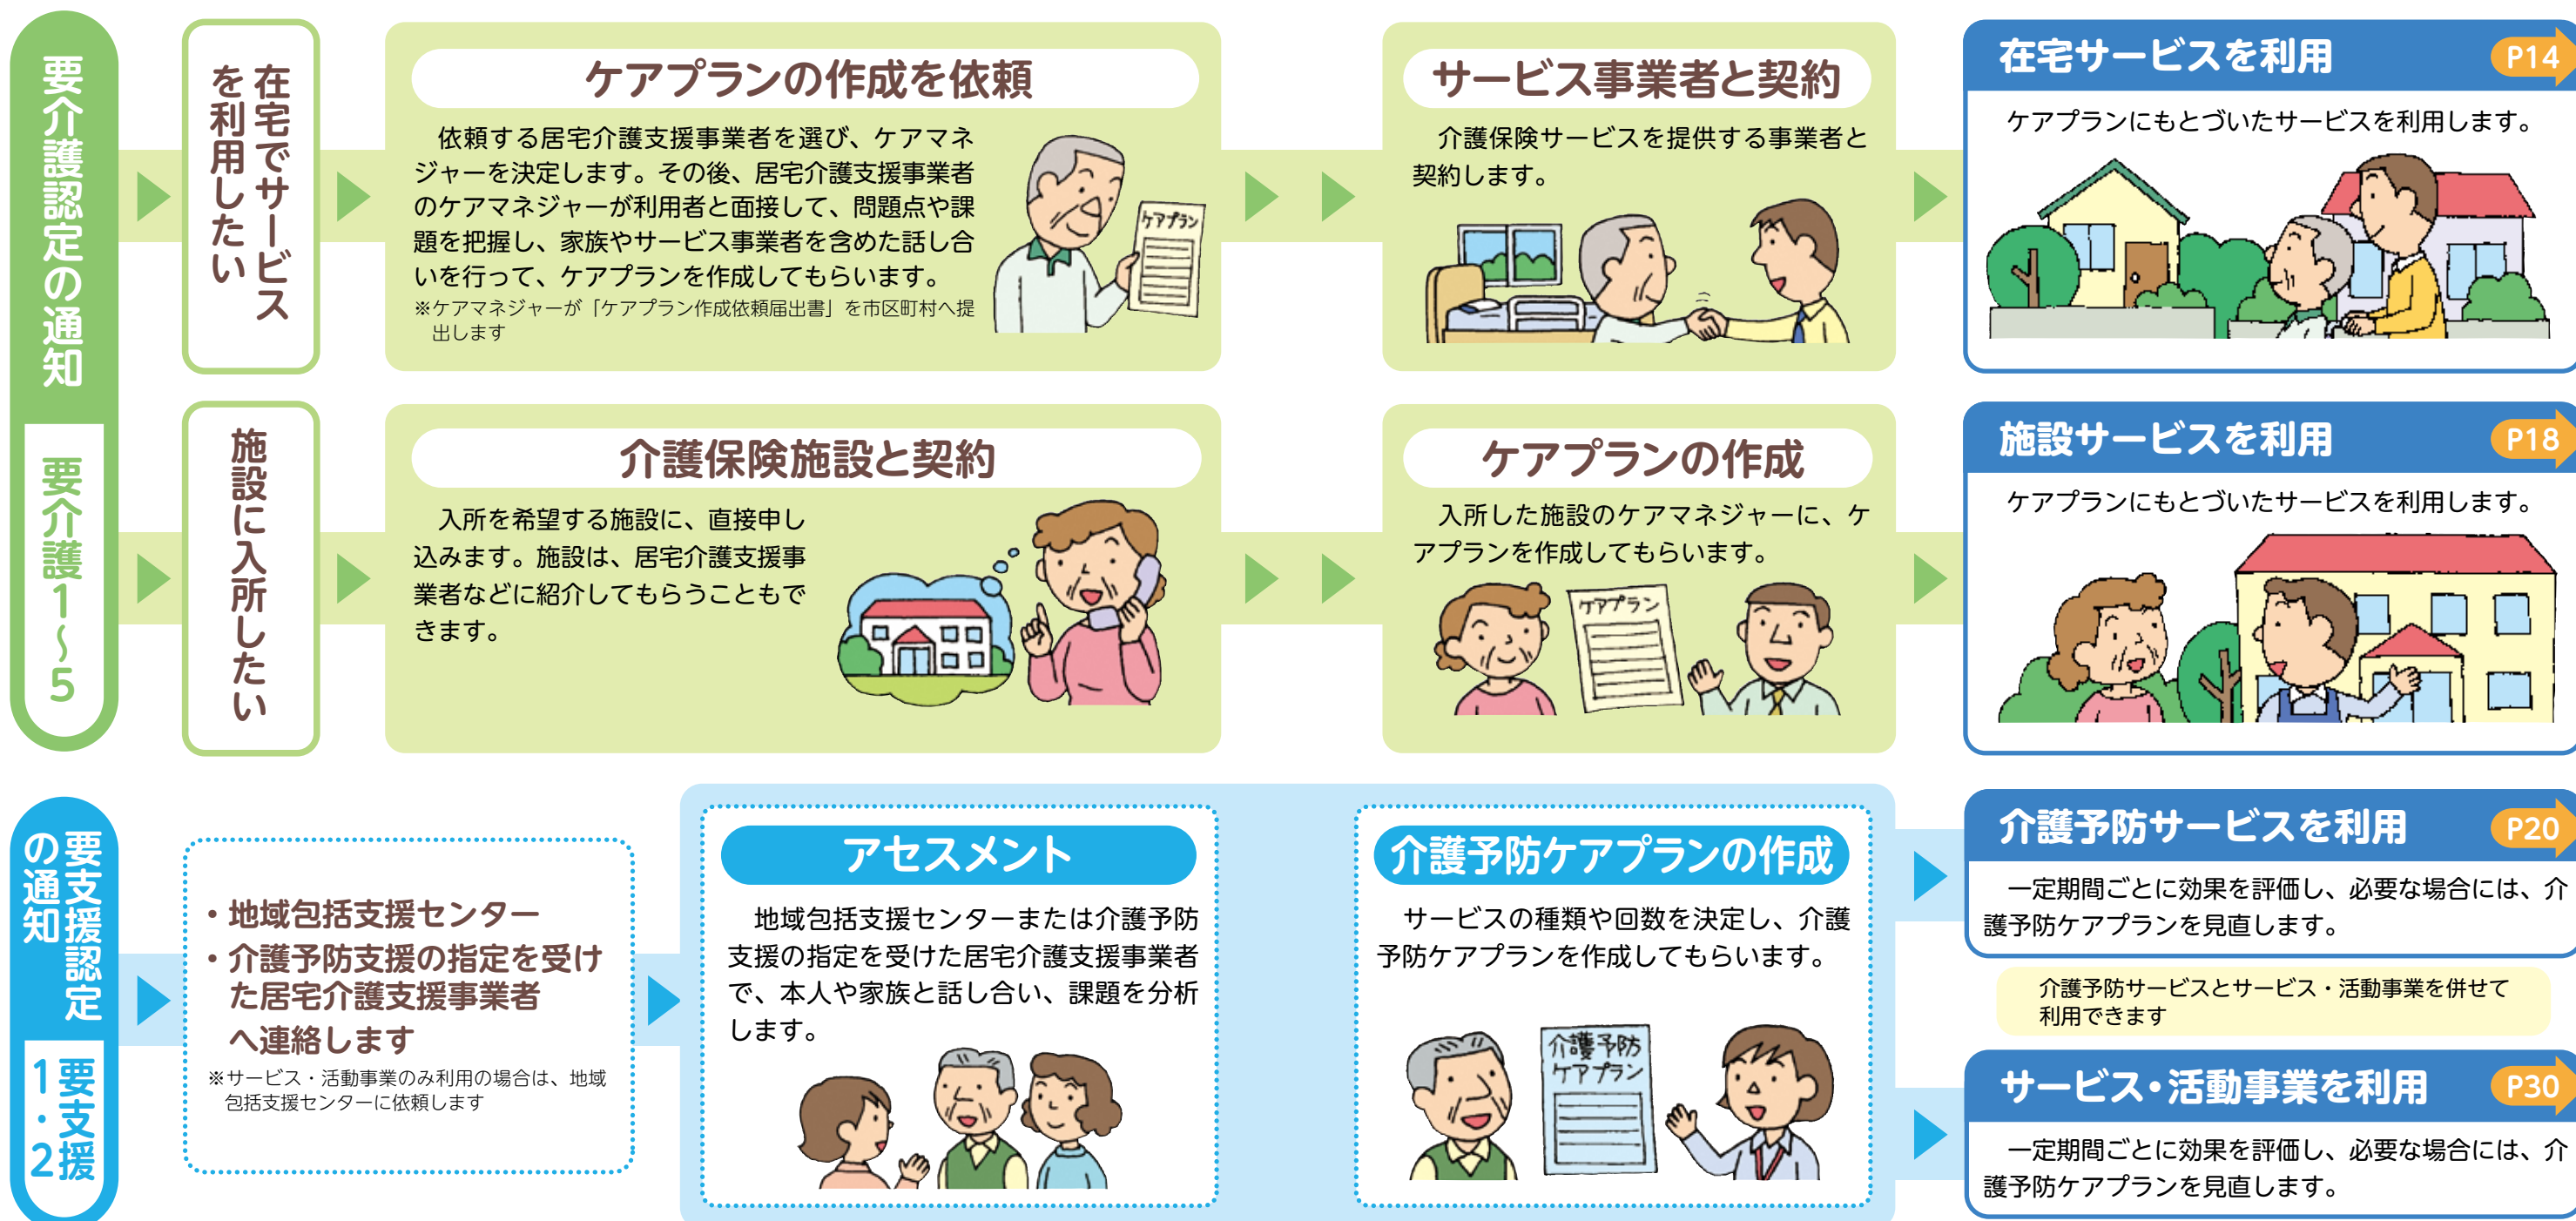 要介護認定の通知
要介護1～5
在宅でサービス
を利用したい
ケアプランの作成を依頼
依頼する居宅介護支援事業者を選び、ケアマネ
ジャーを決定します。その後、居宅介護支援事業者
のケアマネジャーが利用者と面接して、問題点や課
題を把握し、家族やサービス事業者を含めた話し合
いを行って、ケアプランを作成してもらいます。
※ケアマネジャーが「ケアプラン作成依頼届出書」を市区町村へ提
出します
ケアプラン
サービス事業者と契約
介護保険サービスを提供する事業者と
契約します。
在宅サービスを利用
P14
ケアプランにもとづいたサービスを利用します。
施設に入所したい
介護保険施設と契約
入所を希望する施設に、直接申し
込みます。施設は、居宅介護支援事
業者などに紹介してもらうこともで
きます。
ケアプランの作成
入所した施設のケアマネジャーに、ケ
アプランを作成してもらいます。
ケアプラン
施設サービスを利用
P18
ケアプランにもとづいたサービスを利用します。
要支援認定
の通知
要支援
1・2
・地域包括支援センター
・介護予防支援の指定を受け
た居宅介護支援事業者
へ連絡します
※サービス・活動事業のみ利用の場合は、地域
包括支援センターに依頼します
アセスメント
地域包括支援センターまたは介護予防
支援の指定を受けた居宅介護支援事業者
で、本人や家族と話し合い、課題を分析
します。
介護予防ケアプランの作成
サービスの種類や回数を決定し、介護
予防ケアプランを作成してもらいます。
介護予防
ケアプラン
介護予防サービスを利用
P20
一定期間ごとに効果を評価し、必要な場合には、介
護予防ケアプランを見直します。
介護予防サービスとサービス・活動事業を併せて
利用できます
サービス・活動事業を利用
P30
一定期間ごとに効果を評価し、必要な場合には、介
護予防ケアプランを見直します。